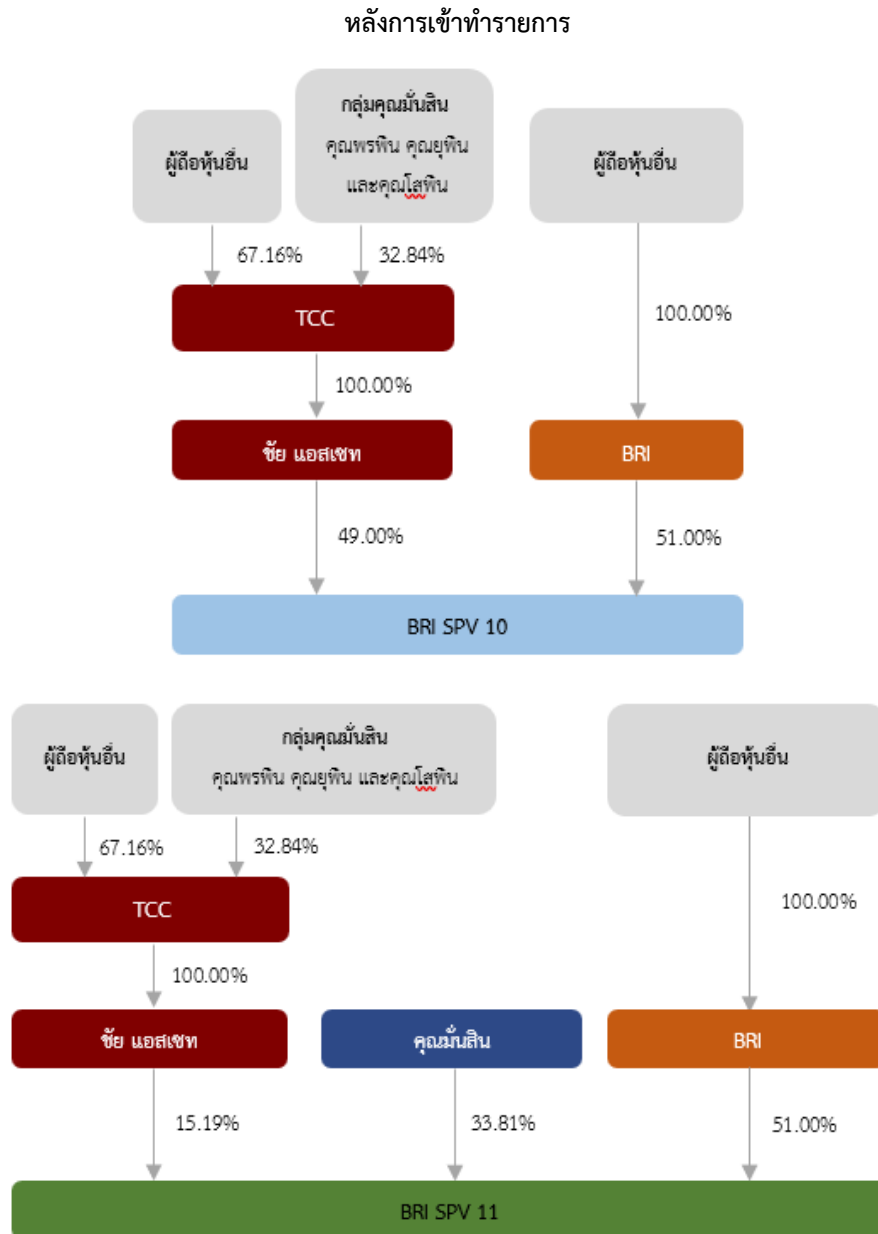 หลังการเข้าทำรายการ
ผู้ถือหุ้นอื่น
กลุ่มคุณมั่นสิน
คุณพรพิน คุณยุพิน
และคุณโสพิน
ผู้ถือหุ้นอื่น
67.16%
32.84%
TCC
100.00%
100.00%
ชัย แอสเซท
BRI
49.00%
51.00%
BRI SPV 10
ผู้ถือหุ้นอื่น
กลุ่มคุณมั่นสิน
คุณพรพิน คุณยุพิน และคุณโสพิน
ผู้ถือหุ้นอื่น
67.16%
32.84%
TCC
100.00%
100.00%
ชัย แอสเซท
คุณมั่นสิน
BRI
15.19%
33.81%
51.00%
BRI SPV 11